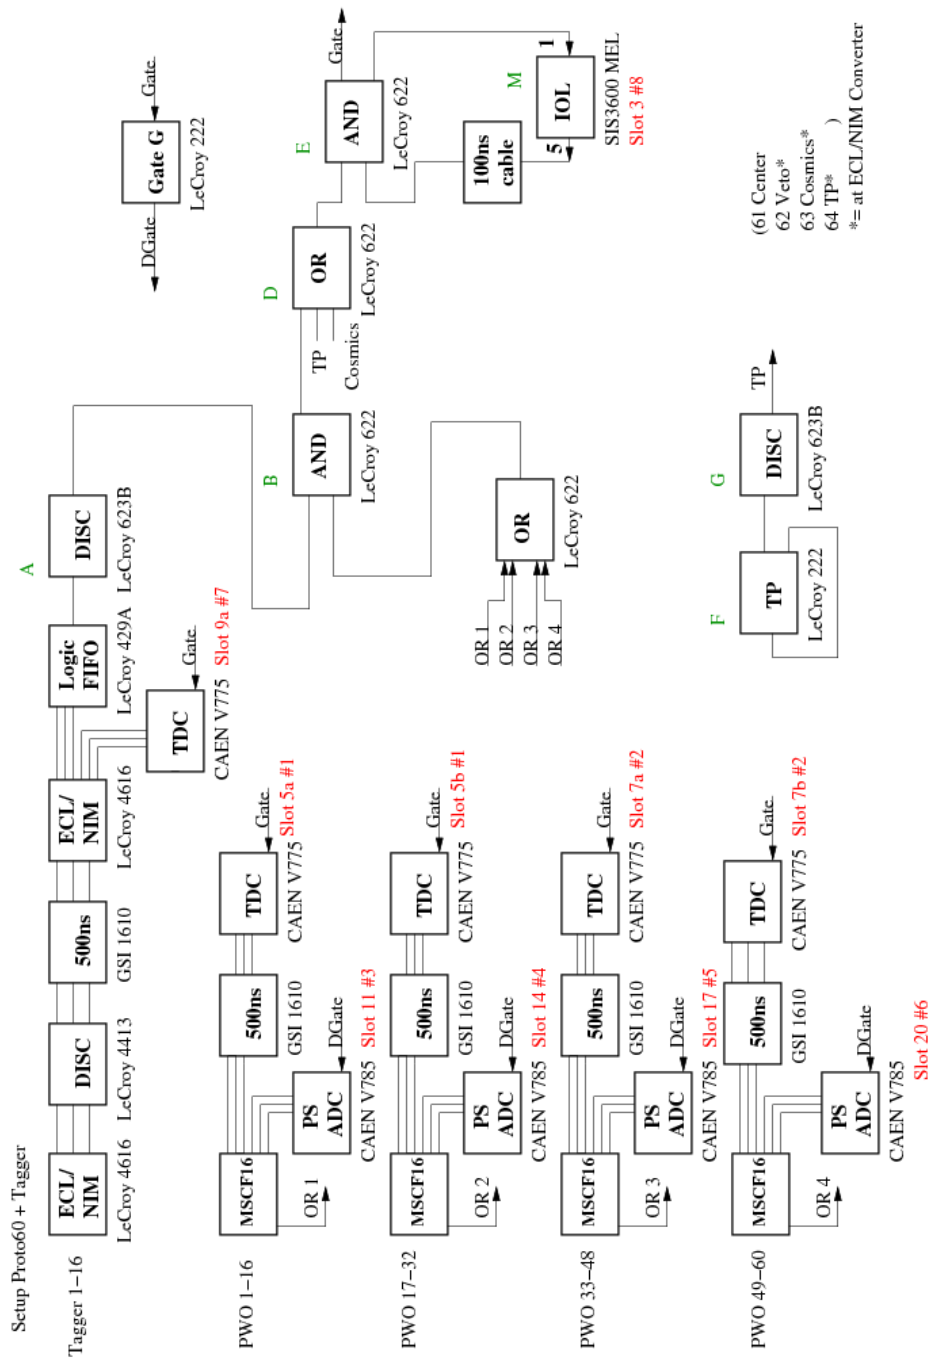 Setup Proto60 + Tagger
Tagger 1−16
ECL/
NIM
LeCroy 4616
DISC
LeCroy 4413
500ns
GSI 1610
ECL/
NIM
LeCroy 4616
Logic
FIFO
LeCroy 429A
A
DISC
LeCroy 623B
TDC
Gate
CAEN V775
Slot 9a #7
DGate
Gate G
Gate
LeCroy 222
PWO 1−16
MSCF16
OR 1
PS
ADC
DGate
CAEN V785
Slot 11 #3
500ns
GSI 1610
TDC
Gate
CAEN V775
Slot 5a #1
B
AND
LeCroy 622
TP
Cosmics
D
OR
LeCroy 622
E
AND
Gate
LeCroy 622
PWO 17−32
MSCF16
OR 2
PS
ADC
DGate
CAEN V785
Slot 14 #4
500ns
GSI 1610
TDC
Gate
CAEN V775
Slot 5b #1
OR 1
OR 2
OR 3
OR 4
OR
LeCroy 622
100ns
cable
M
5
IOL
1
SIS3600 MEL
Slot 3 #8
PWO 33−48
MSCF16
OR 3
PS
ADC
DGate
CAEN V785
Slot 17 #5
500ns
GSI 1610
TDC
Gate
CAEN V775
Slot 7a #2
PWO 49−60
MSCF16
OR 4
PS
ADC
DGate
CAEN V785
Slot 20 #6
500ns
GSI 1610
TDC
Gate
CAEN V775
Slot 7b #2
F
TP
LeCroy 222
G
DISC
TP
LeCroy 623B
(61 Center
62 Veto*
63 Cosmics*
64 TP* )
*= at ECL/NIM Converter